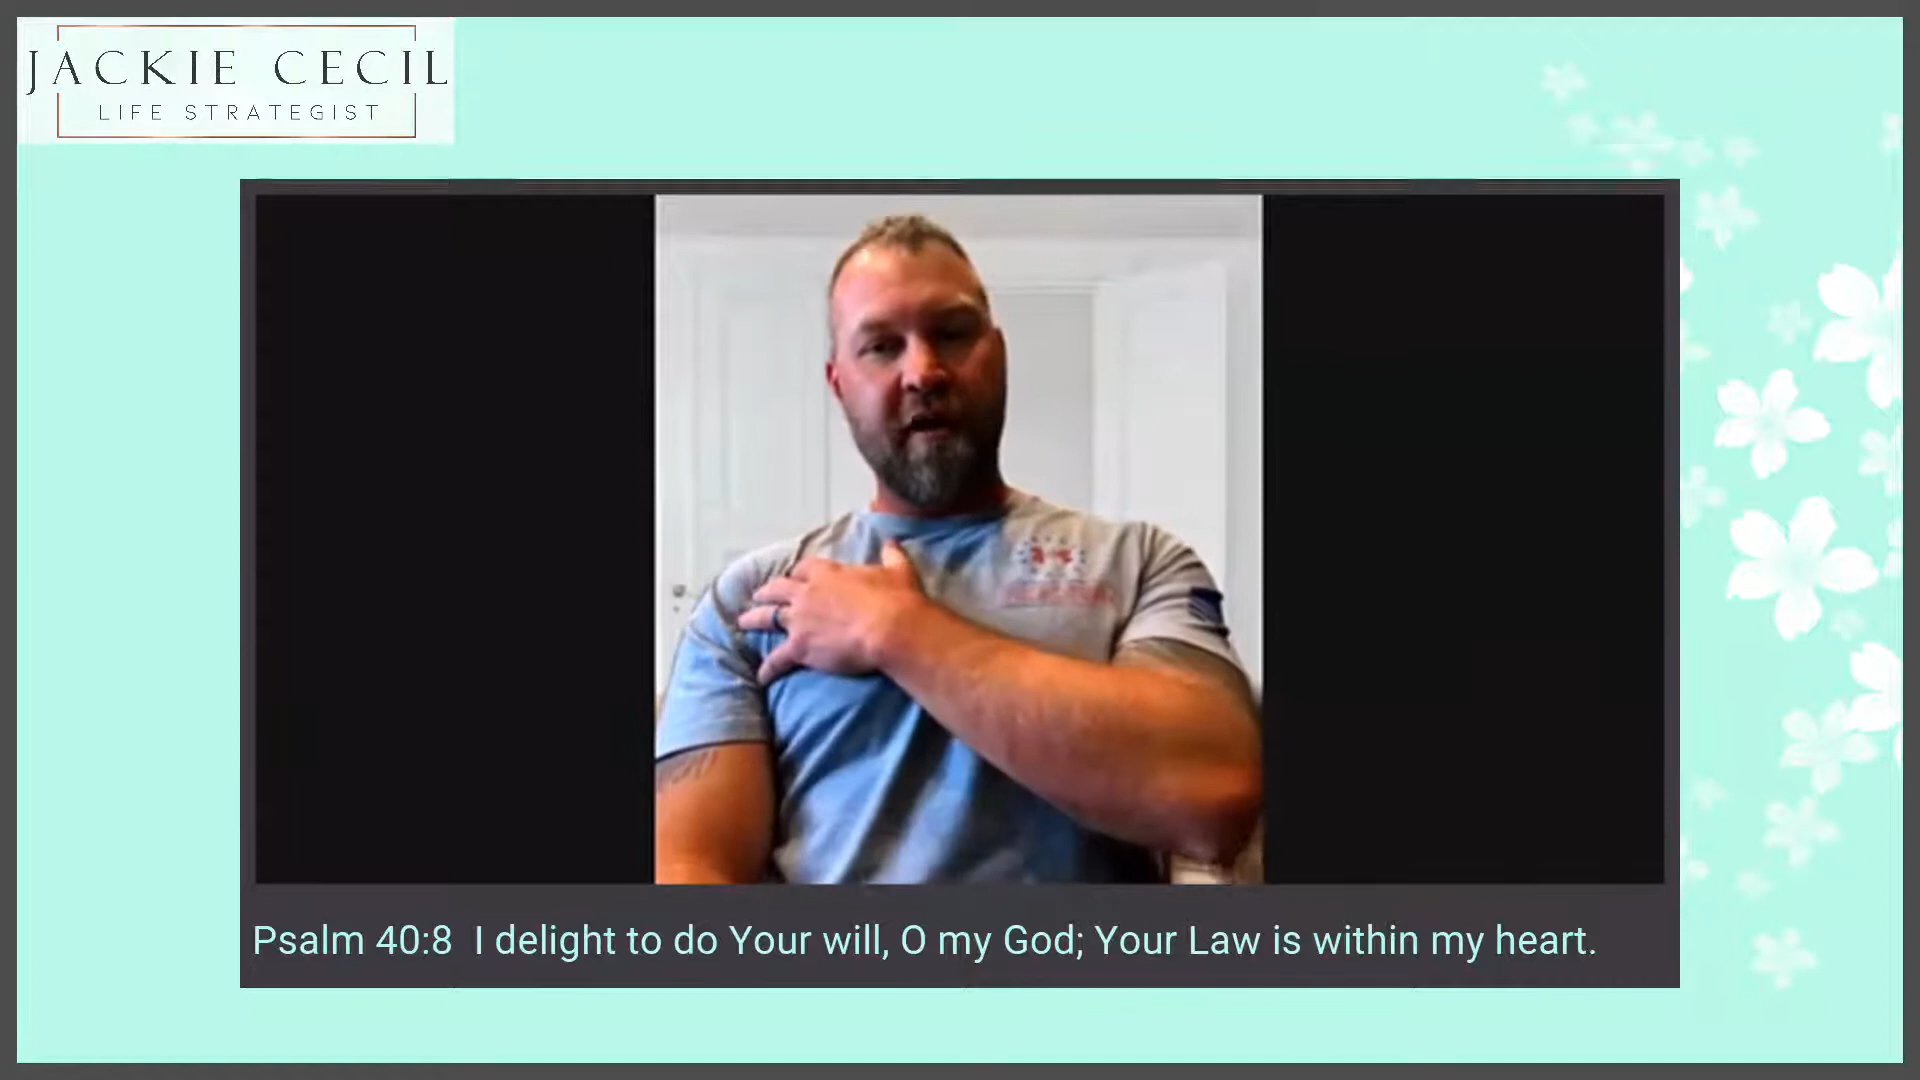 JACKIE CECIL
LIFE STRATEGIST
Psalm 40:8 I delight to do Your will, O my God; Your Law is within my heart.